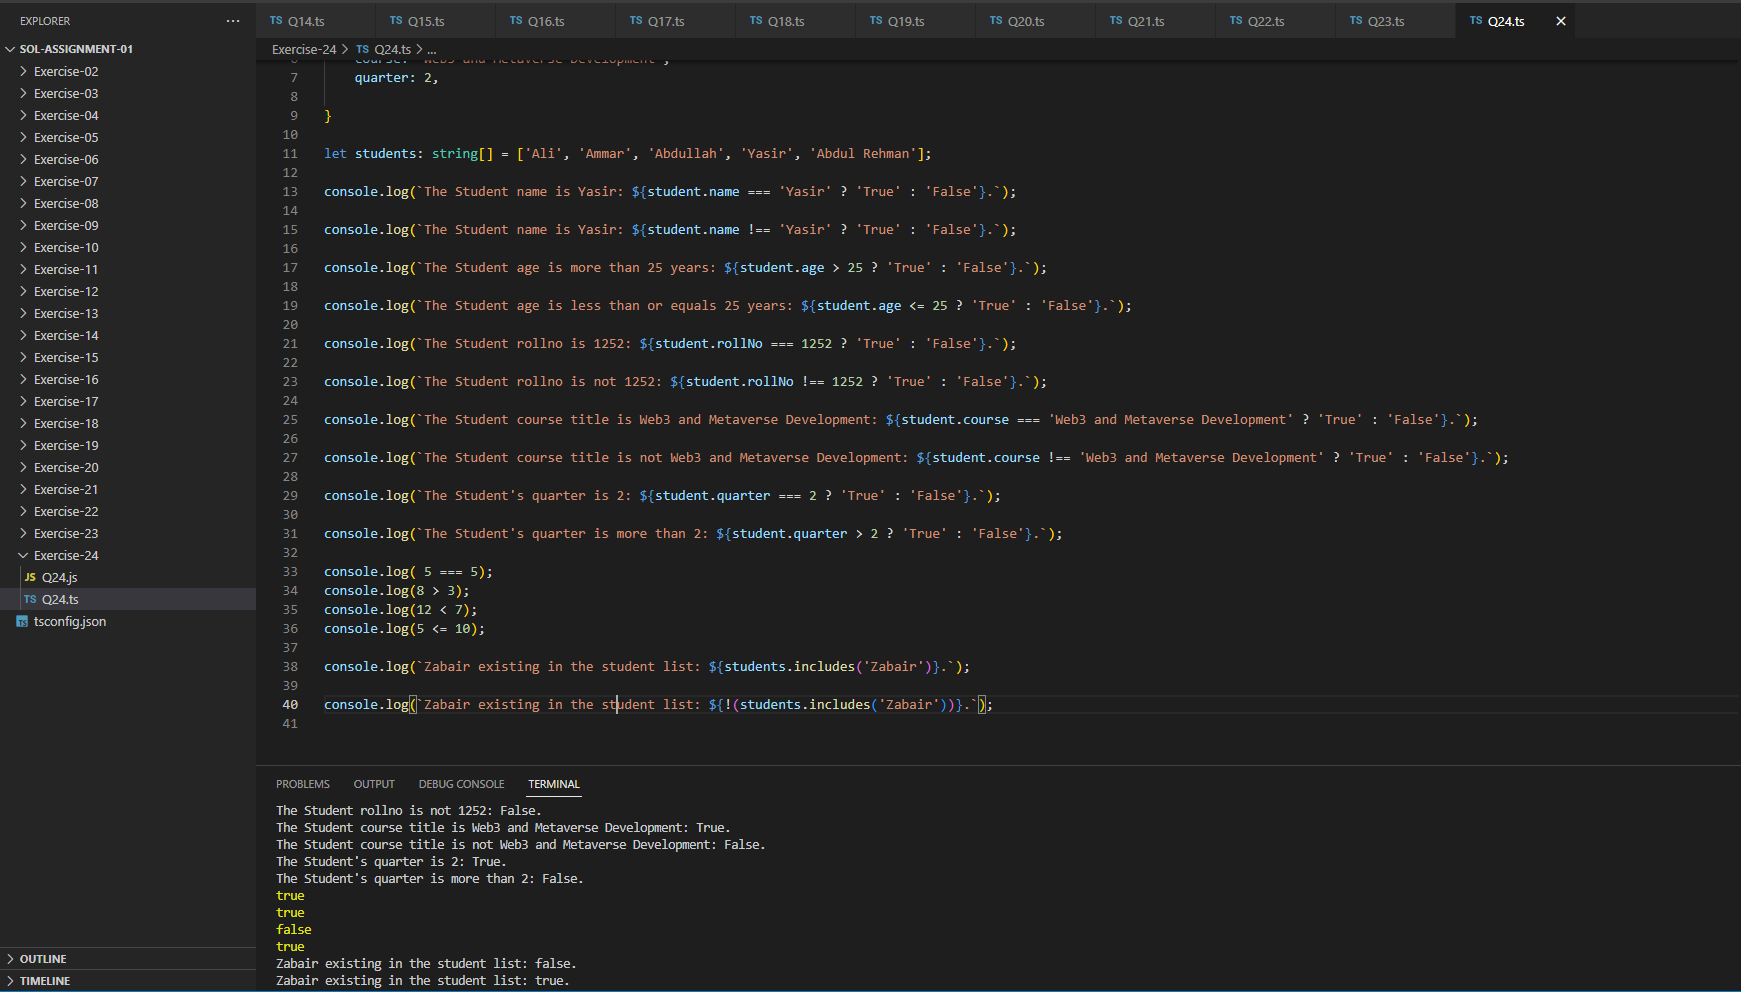 EXPLORER
SOL-ASSIGNMENT-01
Exercise-02
Exercise-03
Exercise-04
Exercise-05
Exercise-06
Exercise-07
Exercise-08
Exercise-09
Exercise-10
Exercise-11
Exercise-12
Exercise-13
Exercise-14
Exercise-15
Exercise-16
Exercise-17
Exercise-18
Exercise-19
Exercise-20
Exercise-21
Exercise-22
Exercise-23
Exercise-24
JS Q24.js
TS Q24.ts
TS tsconfig.json
OUTLINE
TIMELINE
TS Q14.ts TS Q15.ts TS Q16.ts TS Q17.ts TS Q18.ts TS Q19.ts TS Q20.ts TS Q21.ts TS Q22.ts TS Q23.ts TS Q24.ts
Exercise-24 > TS Q24.ts > ...
6 course: 'Web3 and Metaverse Development',
7 quarter: 2,
8
9 }
10
11 let students: string[] = ['Ali', 'Ammar', 'Abdullah', 'Yasir', 'Abdul Rehman'];
12
13 console.log(`The Student name is Yasir: ${student.name === 'Yasir' ? 'True' : 'False'}.`);
14
15 console.log(`The Student name is Yasir: ${student.name !== 'Yasir' ? 'True' : 'False'}.`);
16
17 console.log(`The Student age is more than 25 years: ${student.age > 25 ? 'True' : 'False'}.`);
18
19 console.log(`The Student age is less than or equals 25 years: ${student.age <= 25 ? 'True' : 'False'}.`);
20
21 console.log(`The Student rollno is 1252: ${student.rollNo === 1252 ? 'True' : 'False'}.`);
22
23 console.log(`The Student rollno is not 1252: ${student.rollNo !== 1252 ? 'True' : 'False'}.`);
24
25 console.log(`The Student course title is Web3 and Metaverse Development: ${student.course === 'Web3 and Metaverse Development' ? 'True' : 'False'}.`);
26
27 console.log(`The Student course title is not Web3 and Metaverse Development: ${student.course !== 'Web3 and Metaverse Development' ? 'True' : 'False'}.`);
28
29 console.log(`The Student's quarter is 2: ${student.quarter === 2 ? 'True' : 'False'}.`);
30
31 console.log(`The Student's quarter is more than 2: ${student.quarter > 2 ? 'True' : 'False'}.`);
32
33 console.log( 5 === 5);
34 console.log(8 > 3);
35 console.log(12 < 7);
36 console.log(5 <= 10);
37
38 console.log(`Zabair existing in the student list: ${students.includes('Zabair')}.`);
39
40 console.log(`Zabair existing in the student list: ${!(students.includes('Zabair'))}.`);
41
PROBLEMS OUTPUT DEBUG CONSOLE TERMINAL
The Student rollno is not 1252: False.
The Student course title is Web3 and Metaverse Development: True.
The Student course title is not Web3 and Metaverse Development: False.
The Student's quarter is 2: True.
The Student's quarter is more than 2: False.
true
true
false
true
Zabair existing in the student list: false.
Zabair existing in the student list: true.